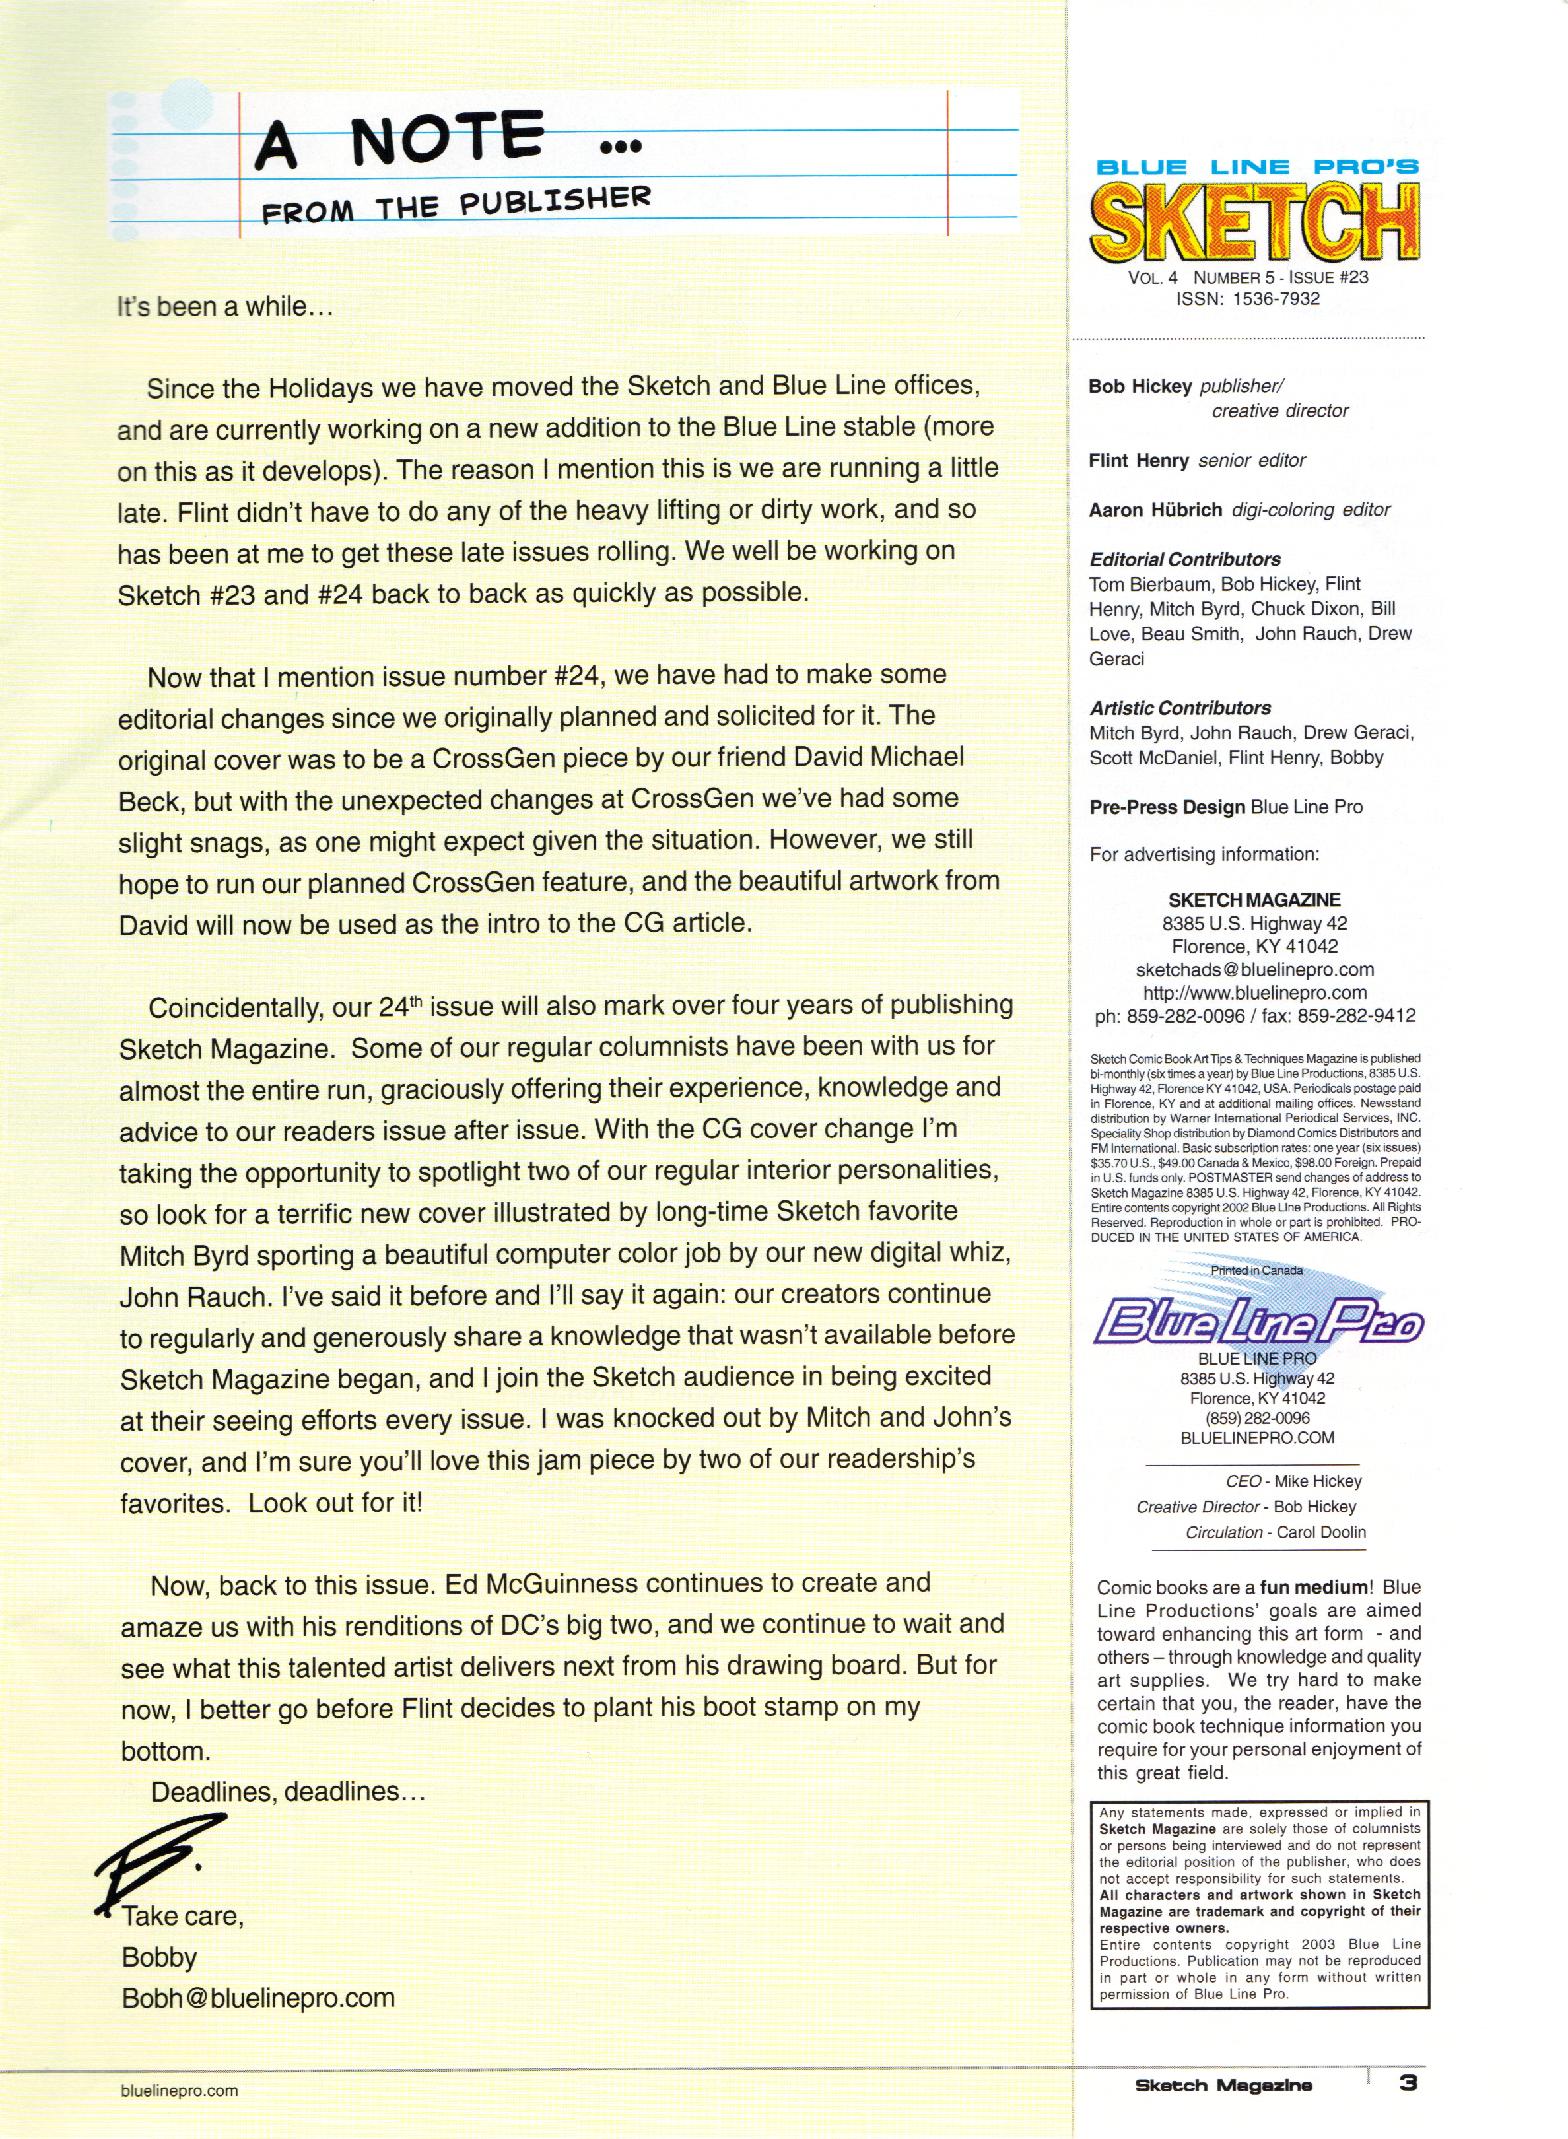 A NOTE ...
FROM THE PUBLISHER
It's been a while…
Since the Holidays we have moved the Sketch and Blue Line offices,
and are currently working on a new addition to the Blue Line stable (more
on this as it develops). The reason I mention this is we are running a little
late. Flint didn't have to do any of the heavy lifting or dirty work, and so
has been at me to get these late issues rolling. We well be working on
Sketch #23 and #24 back to back as quickly as possible.
Now that I mention issue number #24, we have had to make some
editorial changes since we originally planned and solicited for it. The
original cover was to be a CrossGen piece by our friend David Michael
Beck, but with the unexpected changes at CrossGen we've had some
slight snags, as one might expect given the situation. However, we still
hope to run our planned CrossGen feature, and the beautiful artwork from
David will now be used as the intro to the CG article.
Coincidentally, our 24th issue will also mark over four years of publishing
Sketch Magazine. Some of our regular columnists have been with us for
almost the entire run, graciously offering their experience, knowledge and
advice to our readers issue after issue. With the CG cover change I'm
taking the opportunity to spotlight two of our regular interior personalities,
so look for a terrific new cover illustrated by long-time Sketch favorite
Mitch Byrd sporting a beautiful computer color job by our new digital whiz,
John Rauch. I've said it before and I'll say it again: our creators continue
to regularly and generously share a knowledge that wasn't available before
Sketch Magazine began, and I join the Sketch audience in being excited
at their seeing efforts every issue. I was knocked out by Mitch and John's
cover, and I'm sure you'll love this jam piece by two of our readership's
favorites. Look out for it!
Now, back to this issue. Ed McGuinness continues to create and
amaze us with his renditions of DC's big two, and we continue to wait and
see what this talented artist delivers next from his drawing board. But for
now, I better go before Flint decides to plant his boot stamp on my
bottom.
Deadlines, deadlines…
B.
Take care,
Bobby
Bobh@bluelinepro.com
BLUE LINE PRO'S
SKETCH
VOL. 4 NUMBER 5 - ISSUE #23
ISSN: 1536-7932
Bob Hickey publisher/
creative director
Flint Henry senior editor
Aaron Hübrich digi-coloring editor
Editorial Contributors
Tom Bierbaum, Bob Hickey, Flint
Henry, Mitch Byrd, Chuck Dixon, Bill
Love, Beau Smith, John Rauch, Drew
Geraci
Artistic Contributors
Mitch Byrd, John Rauch, Drew Geraci,
Scott McDaniel, Flint Henry, Bobby
Pre-Press Design Blue Line Pro
For advertising information:
SKETCH MAGAZINE
8385 U.S. Highway 42
Florence, KY 41042
sketchads@bluelinepro.com
http://www.bluelinepro.com
ph: 859-282-0096 / fax: 859-282-9412
Sketch Comic Book Art Tips & Techniques Magazine is published
bi-monthly (six times a year) by Blue Line Productions, 8385 U.S.
Highway 42, Florence KY 41042, USA. Periodicals postage paid
in Florence, KY and at additional mailing offices. Newsstand
distribution by Warner International Periodical Services, INC.
Speciality Shop distribution by Diamond Comics Distributors and
FM International. Basic subscription rates: one year (six issues)
$35.70 U.S., $49.00 Canada & Mexico, $98.00 Foreign. Prepaid
in U.S. funds only. POSTMASTER send changes of address to
Sketch Magazine 8385 U.S. Highway 42, Florence, KY 41042.
Entire contents copyright 2002 Blue Line Productions. All Rights
Reserved. Reproduction in whole or part is prohibited. PRO-
DUCED IN THE UNITED STATES OF AMERICA.
Printed in Canada
Blue Line Pro
BLUE LINE PRO
8385 U.S. Highway 42
Florence, KY 41042
(859) 282-0096
BLUELINEPRO.COM
CEO - Mike Hickey
Creative Director - Bob Hickey
Circulation - Carol Doolin
Comic books are a fun medium! Blue
Line Productions' goals are aimed
toward enhancing this art form - and
others – through knowledge and quality
art supplies. We try hard to make
certain that you, the reader, have the
comic book technique information you
require for your personal enjoyment of
this great field.
Any statements made, expressed or implied in
Sketch Magazine are solely those of columnists
or persons being interviewed and do not represent
the editorial position of the publisher, who does
not accept responsibility for such statements.
All characters and artwork shown in Sketch
Magazine are trademark and copyright of their
respective owners.
Entire contents copyright 2003 Blue Line
Productions. Publication may not be reproduced
in part or whole in any form without written
permission of Blue Line Pro.
bluelinepro.com
Sketch Magazine 3